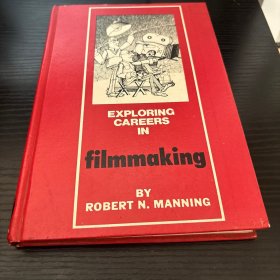 EXPLORING
CAREERS
IN
filmmaking
BY
ROBERT N. MANNING